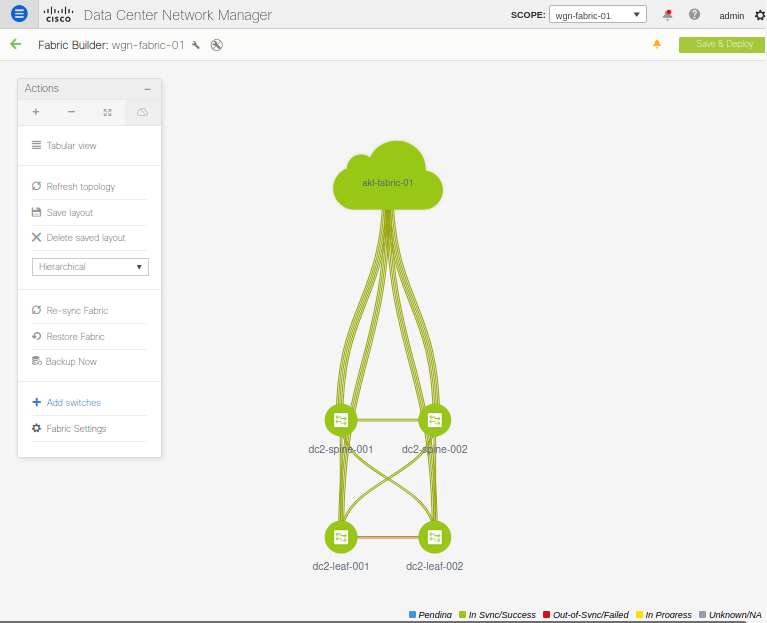 CISCO Data Center Network Manager SCOPE: wgn-fabric-01 admin
Fabric Builder: wgn-fabric-01 Save & Deploy
Actions
Tabular view
Refresh topology
Save layout
Delete saved layout
Hierarchical
Re-sync Fabric
Restore Fabric
Backup Now
Add switches
Fabric Settings
akl-fabric-01
dc2-spine-001 dc2-spine-002
dc2-leaf-001 dc2-leaf-002
Pending In Sync/Success Out-of-Sync/Failed In Progress Unknown/NA